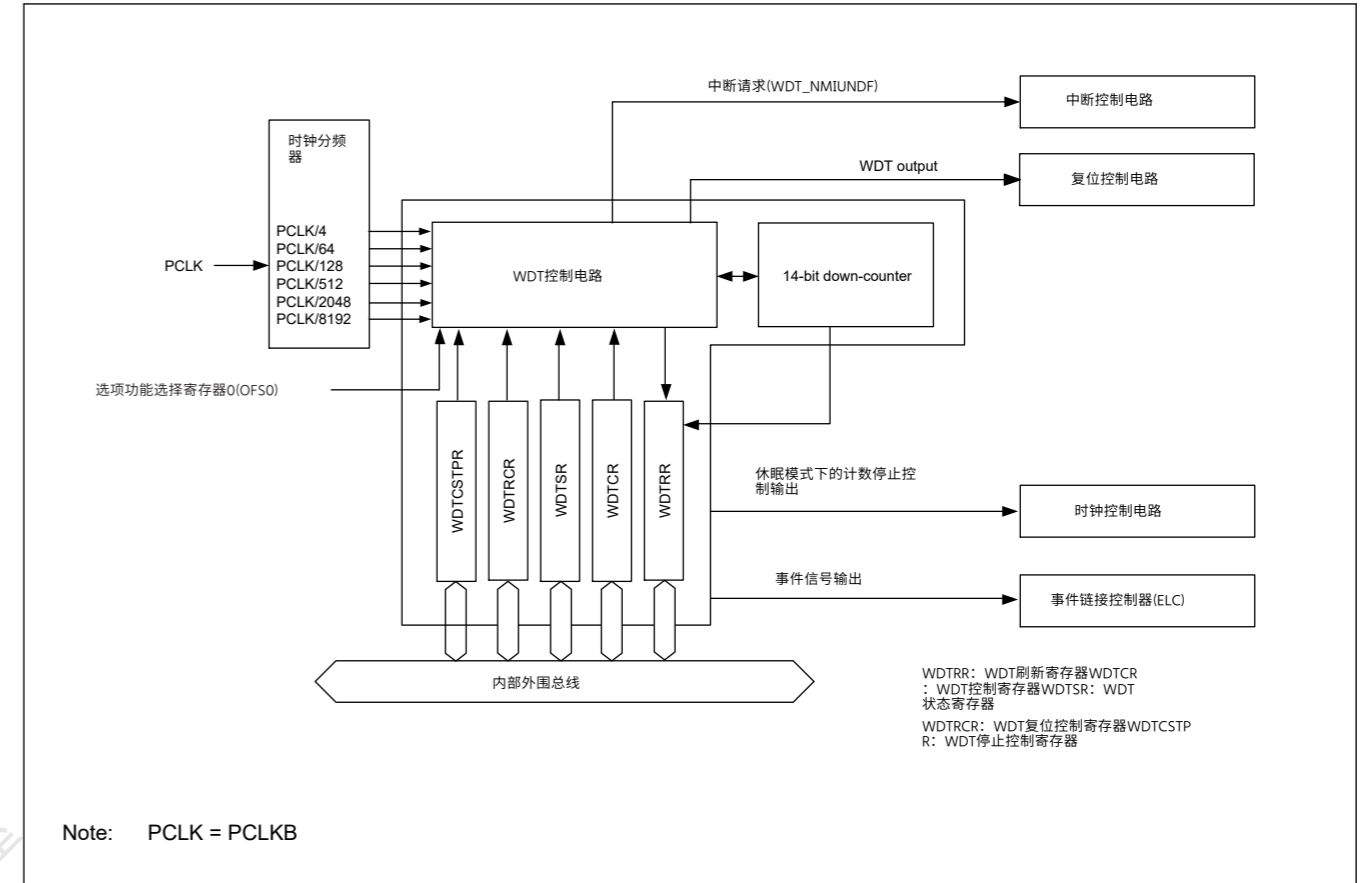 中断请求(WDT_NMIUNDF)
中断控制电路
时钟分频
器
WDT output
复位控制电路
PCLK/4
PCLK/64
PCLK/128
PCLK/512
PCLK/2048
PCLK/8192
PCLK
WDT控制电路
14-bit down-counter
选项功能选择寄存器0(OFS0)
WDTCSTPR
WDTRCR
WDTSR
WDTCR
WDTRR
休眠模式下的计数停止控
制输出
时钟控制电路
事件信号输出
事件链接控制器(ELC)
内部外围总线
WDTRR：WDT刷新寄存器WDTCR
：WDT控制寄存器WDTSR：WDT
状态寄存器
WDTRCR：WDT复位控制寄存器WDTCSTP
R：WDT停止控制寄存器
Note: PCLK = PCLKB